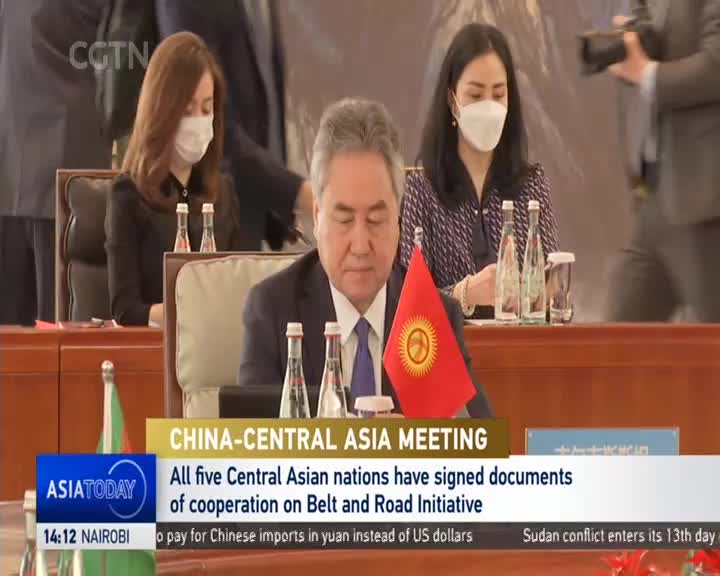 CGTN
CHINA-CENTRAL ASIA MEETING
All five Central Asian nations have signed documents
of cooperation on Belt and Road Initiative
ASIATODAY
14:12 NAIROBI
o pay for Chinese imports in yuan instead of US dollars
Sudan conflict enters its 13th day